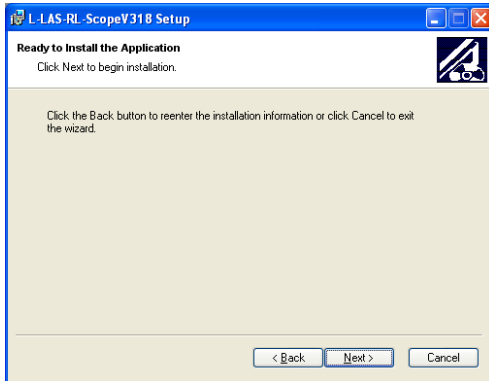 L-LAS-RL-ScopeV318 Setup
Ready to Install the Application
Click Next to begin installation.
Click the Back button to reenter the installation information or click Cancel to exit
the wizard.
< Back Next > Cancel